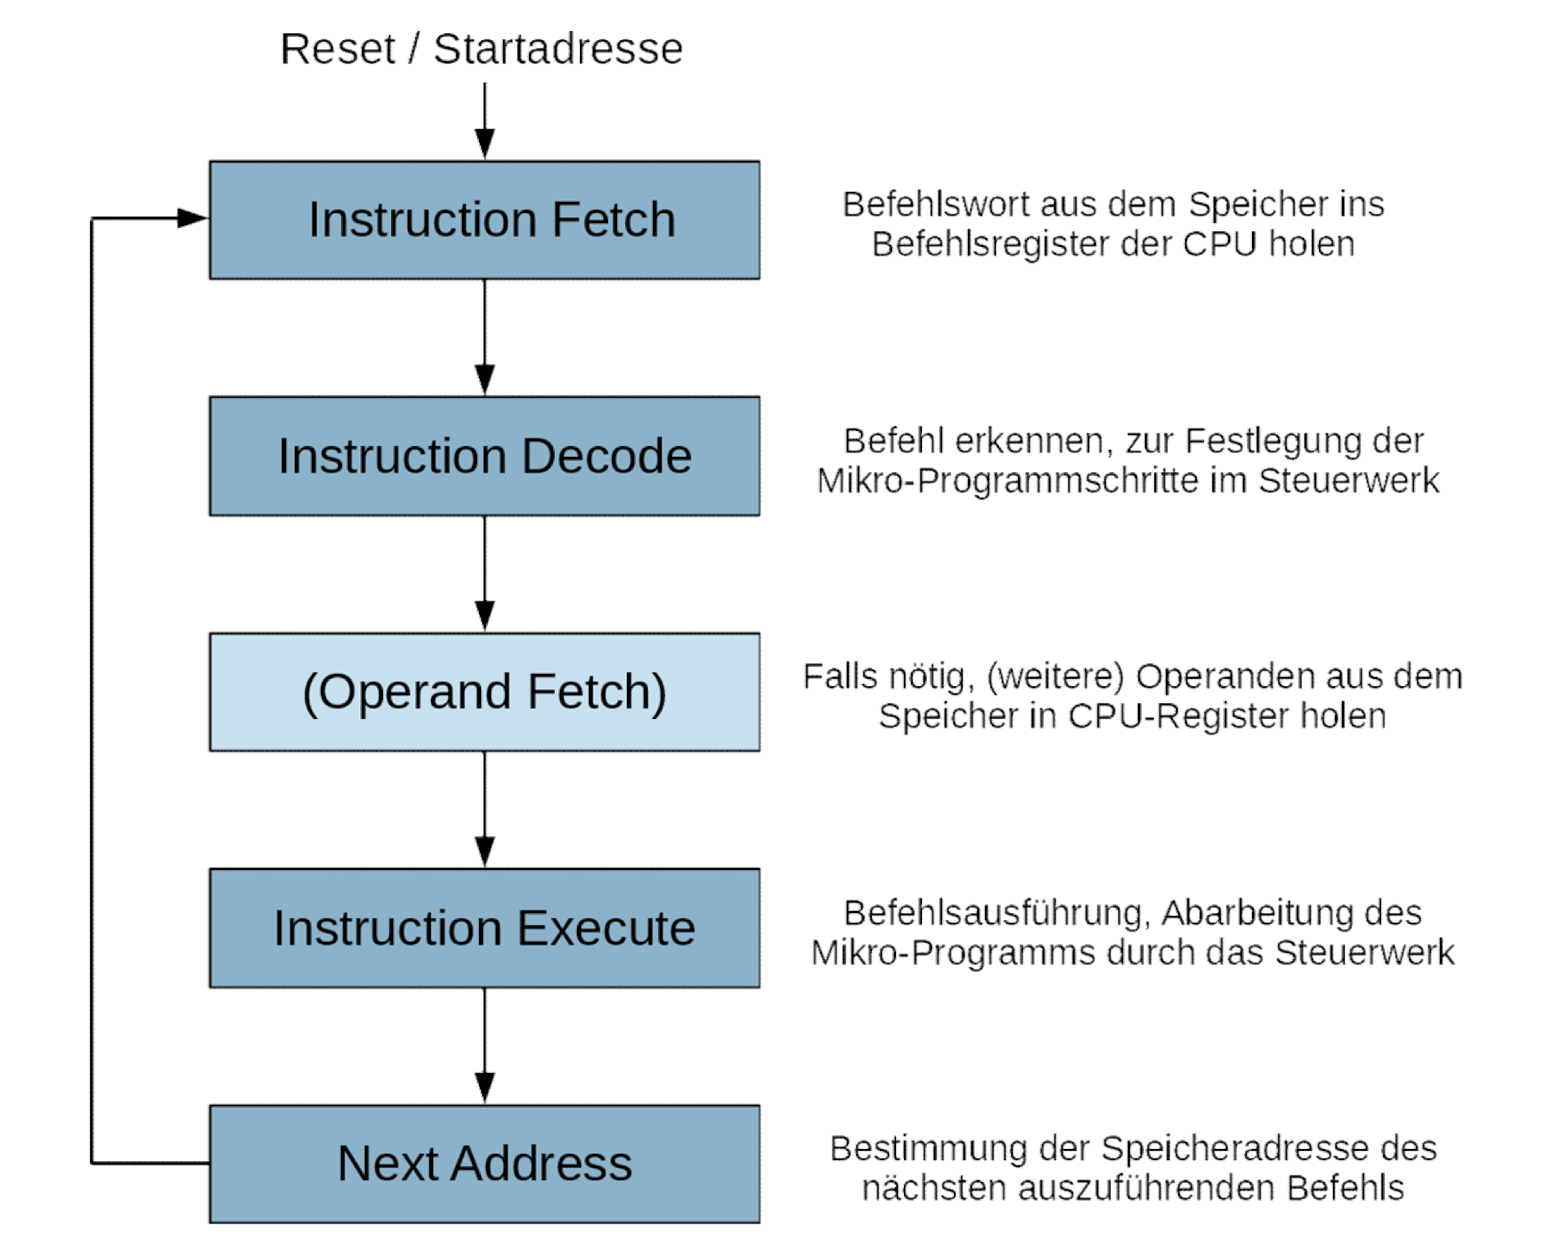 Reset / Startadresse
Instruction Fetch
Befehlswort aus dem Speicher ins
Befehlsregister der CPU holen
Instruction Decode
Befehl erkennen, zur Festlegung der
Mikro-Programmschritte im Steuerwerk
(Operand Fetch)
Falls nötig, (weitere) Operanden aus dem
Speicher in CPU-Register holen
Instruction Execute
Befehlsausführung, Abarbeitung des
Mikro-Programms durch das Steuerwerk
Next Address
Bestimmung der Speicheradresse des
nächsten auszuführenden Befehls